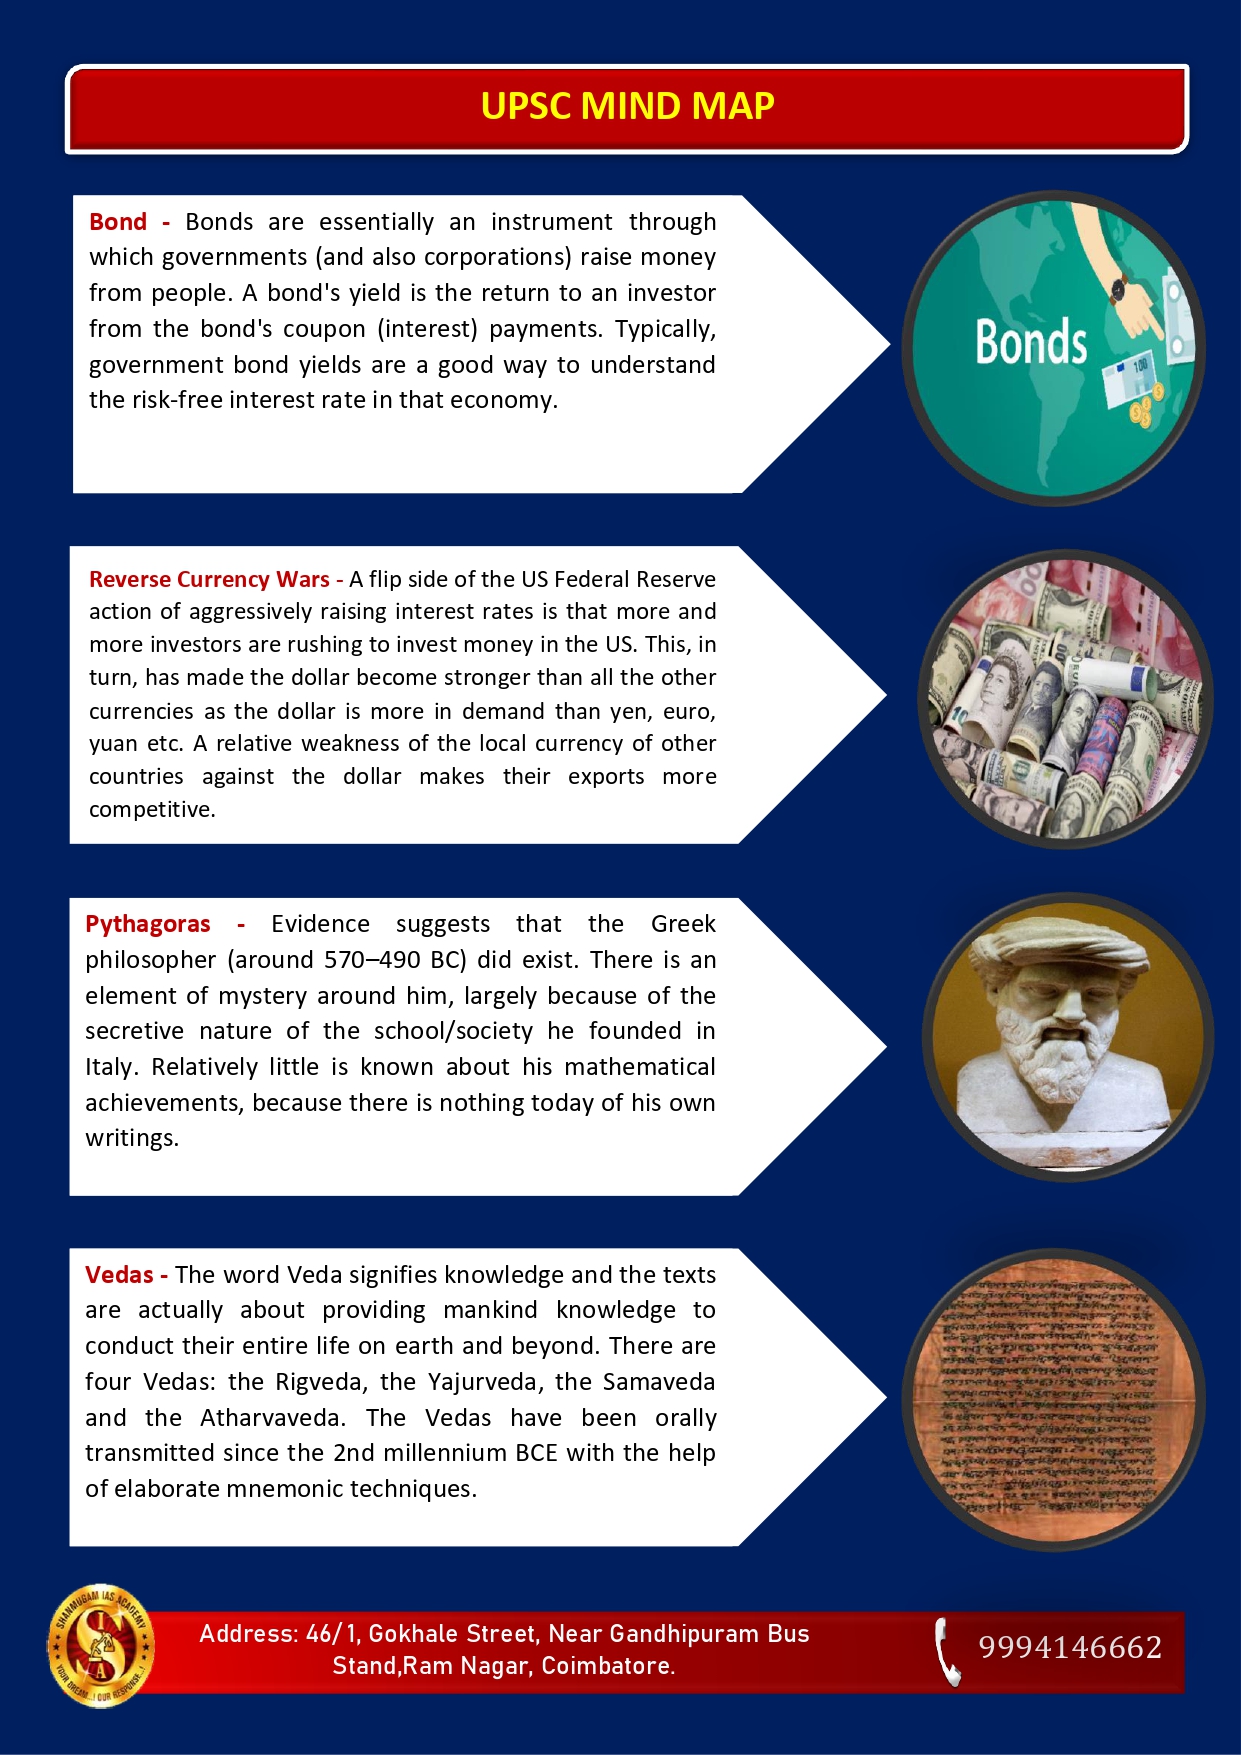 UPSC MIND MAP
Bond - Bonds are essentially an instrument through
which governments (and also corporations) raise money
from people. A bond's yield is the return to an investor
from the bond's coupon (interest) payments. Typically,
government bond yields are a good way to understand
the risk-free interest rate in that economy.
Bonds
100
Reverse Currency Wars - A flip side of the US Federal Reserve
action of aggressively raising interest rates is that more and
more investors are rushing to invest money in the US. This, in
turn, has made the dollar become stronger than all the other
currencies as the dollar is more in demand than yen, euro,
yuan etc. A relative weakness of the local currency of other
countries against the dollar makes their exports more
competitive.
Pythagoras - Evidence suggests that the Greek
philosopher (around 570–490 BC) did exist. There is an
element of mystery around him, largely because of the
secretive nature of the school/society he founded in
Italy. Relatively little is known about his mathematical
achievements, because there is nothing today of his own
writings.
Vedas - The word Veda signifies knowledge and the texts
are actually about providing mankind knowledge to
conduct their entire life on earth and beyond. There are
four Vedas: the Rigveda, the Yajurveda, the Samaveda
and the Atharvaveda. The Vedas have been orally
transmitted since the 2nd millennium BCE with the help
of elaborate mnemonic techniques.
SHANMUGAM IAS ACADEMY
SIA
YOUR DREAM...! OUR RESPONSE...!
Address: 46/1, Gokhale Street, Near Gandhipuram Bus
Stand,Ram Nagar, Coimbatore.
9994146662